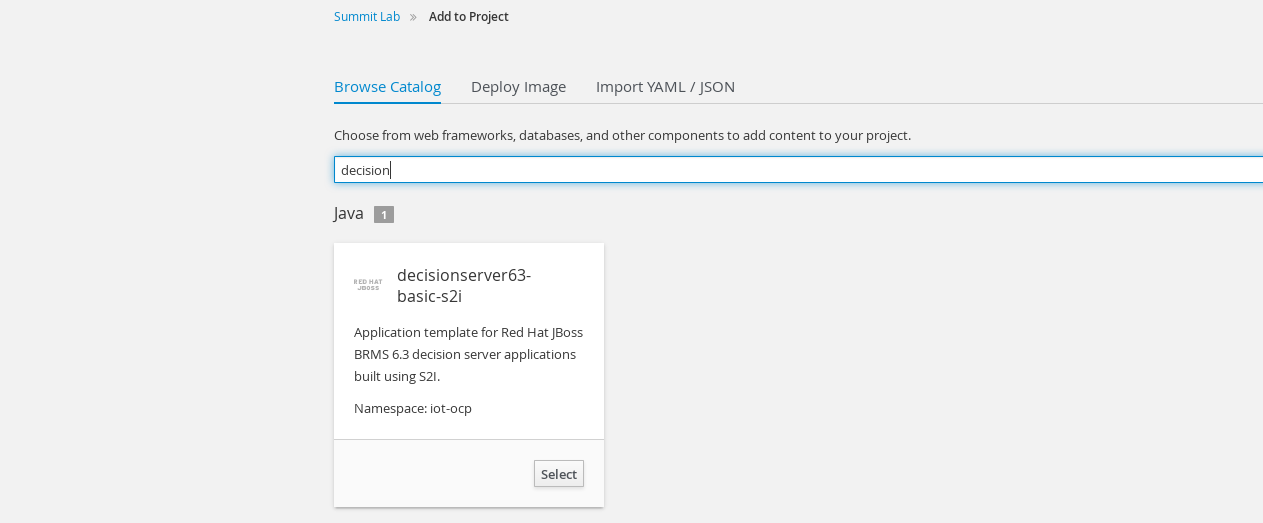 Summit Lab » Add to Project
Browse Catalog Deploy Image Import YAML / JSON
Choose from web frameworks, databases, and other components to add content to your project.
decision
Java 1
RED HAT
JBOSS
decisionserver63-
basic-s2i
Application template for Red Hat JBoss
BRMS 6.3 decision server applications
built using S2I.
Namespace: iot-ocp
Select